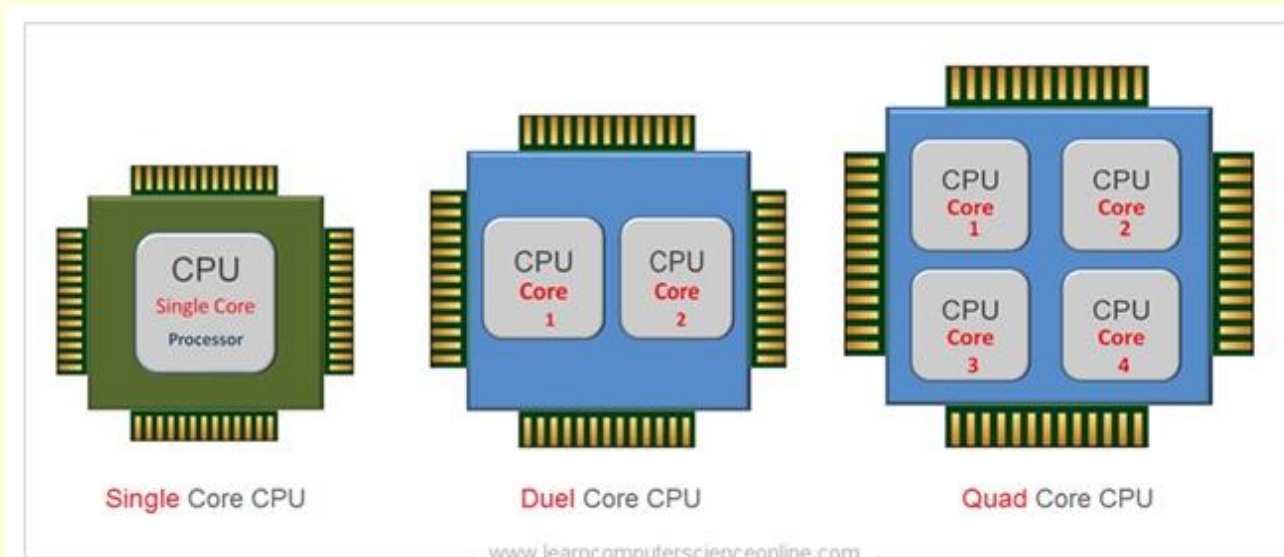 CPU
Single Core
Processor
Single Core CPU
CPU
Core
1
CPU
Core
2
Duel Core CPU
CPU
Core
1
CPU
Core
2
CPU
Core
3
CPU
Core
4
Quad Core CPU
www.learncomputerscienceonline.com